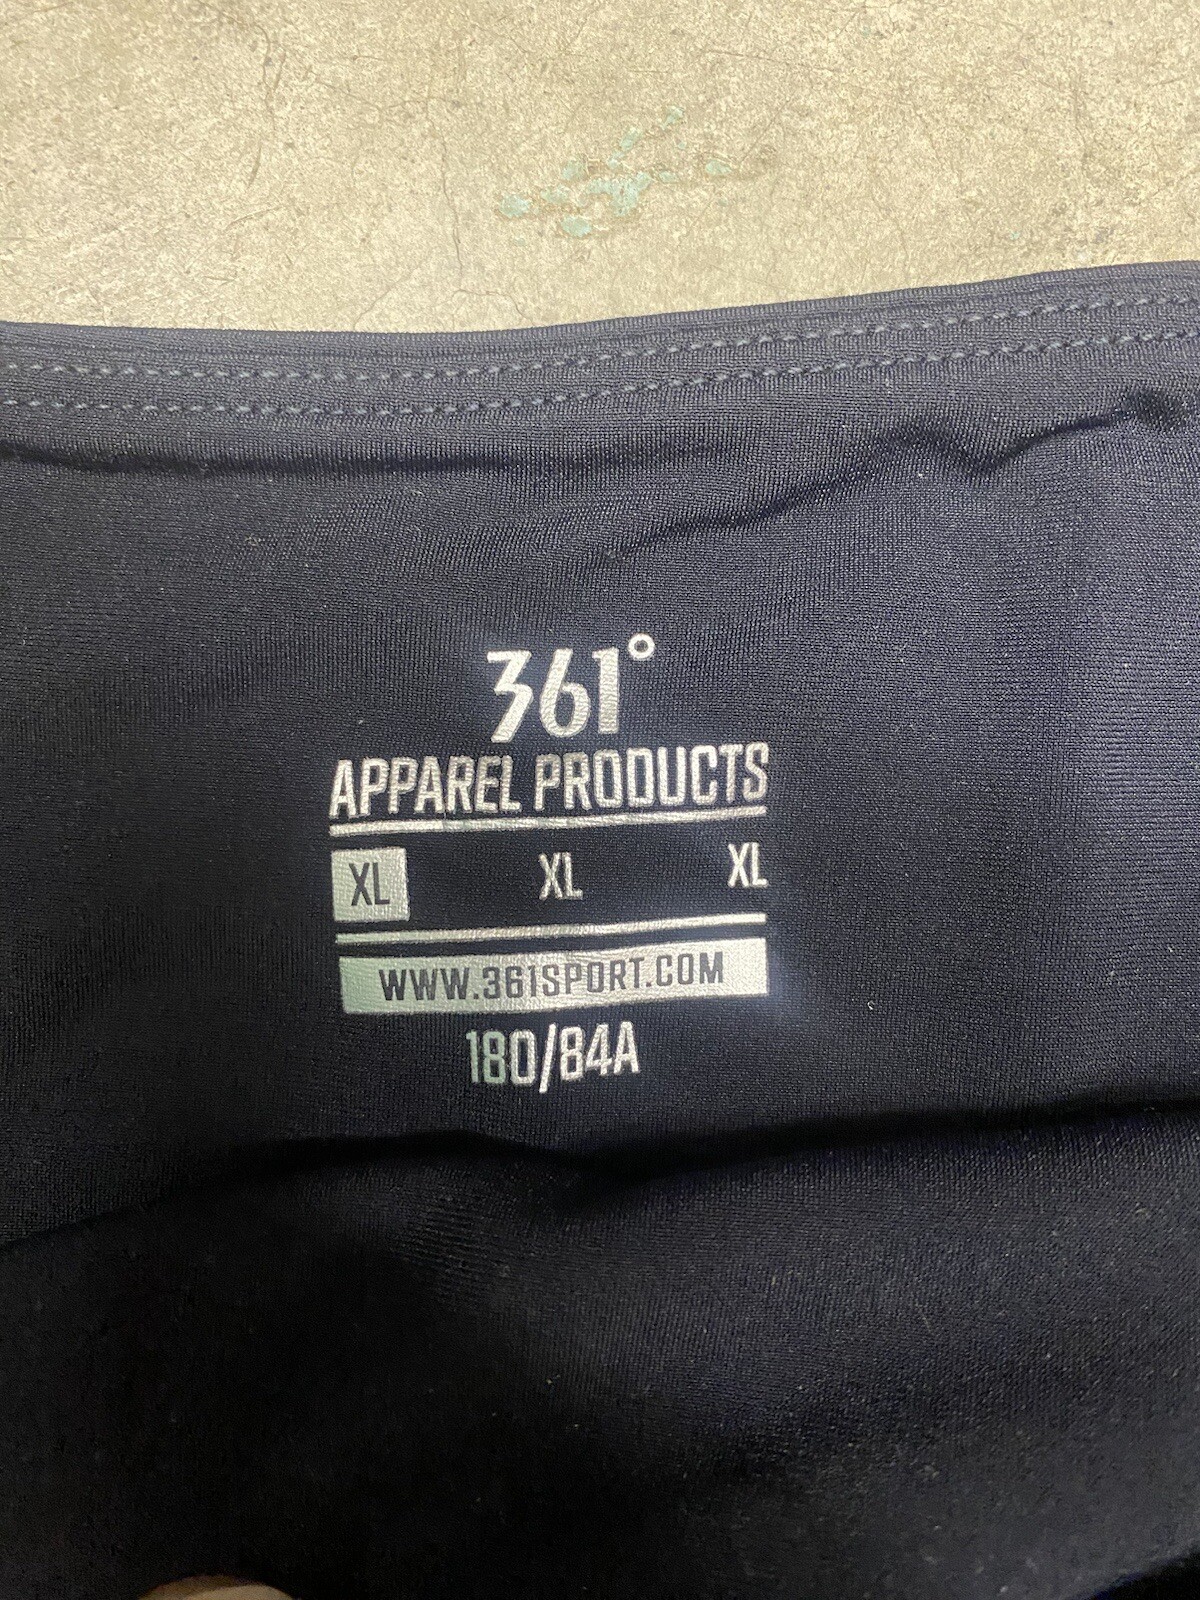 361°
APPAREL PRODUCTS
XL XL XL
WWW.361SPORT.COM
180/84A